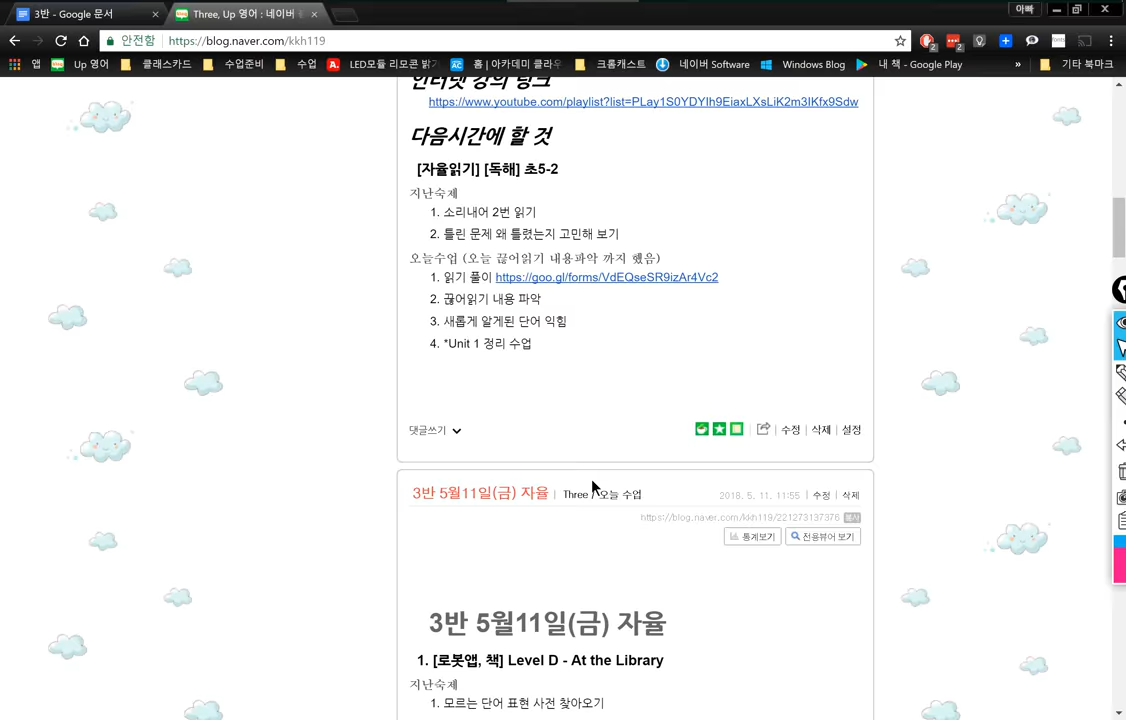 3반 - Google 문서
Three, Up 영어 : 네이버
아빠
안전함
https://blog.naver.com/kkh119
앱
Up 영어
클래스카드
수업준비
수업
LED모듈 리모콘 밝기
홈 | 아카데미 클라우
크롬캐스트
네이버 Software
Windows Blog
내 책 - Google Play
»
기타 북마크
인터넷 강의 링크
https://www.youtube.com/playlist?list=PLay1S0YDYIh9EiaxLXsLiK2m3IKfx9Sdw
다음시간에 할 것
[자율읽기] [독해] 초5-2
지난숙제
1. 소리내어 2번 읽기
2. 틀린 문제 왜 틀렸는지 고민해 보기
오늘수업 (오늘 끊어읽기 내용파악 까지 했음)
1. 읽기 풀이 https://goo.gl/forms/VdEQseSR9izAr4Vc2
2. 끊어읽기 내용 파악
3. 새롭게 알게된 단어 익힘
4. *Unit 1 정리 수업
댓글쓰기
수정 | 삭제 | 설정
3반 5월11일(금) 자율 | Three / 오늘 수업
2018. 5. 11. 11:55 | 수정 | 삭제
https://blog.naver.com/kkh119/221273137376 복사
통계보기
전용뷰어 보기
3반 5월11일(금) 자율
1. [로봇앱, 책] Level D - At the Library
지난숙제
1. 모르는 단어 표현 사전 찾아오기